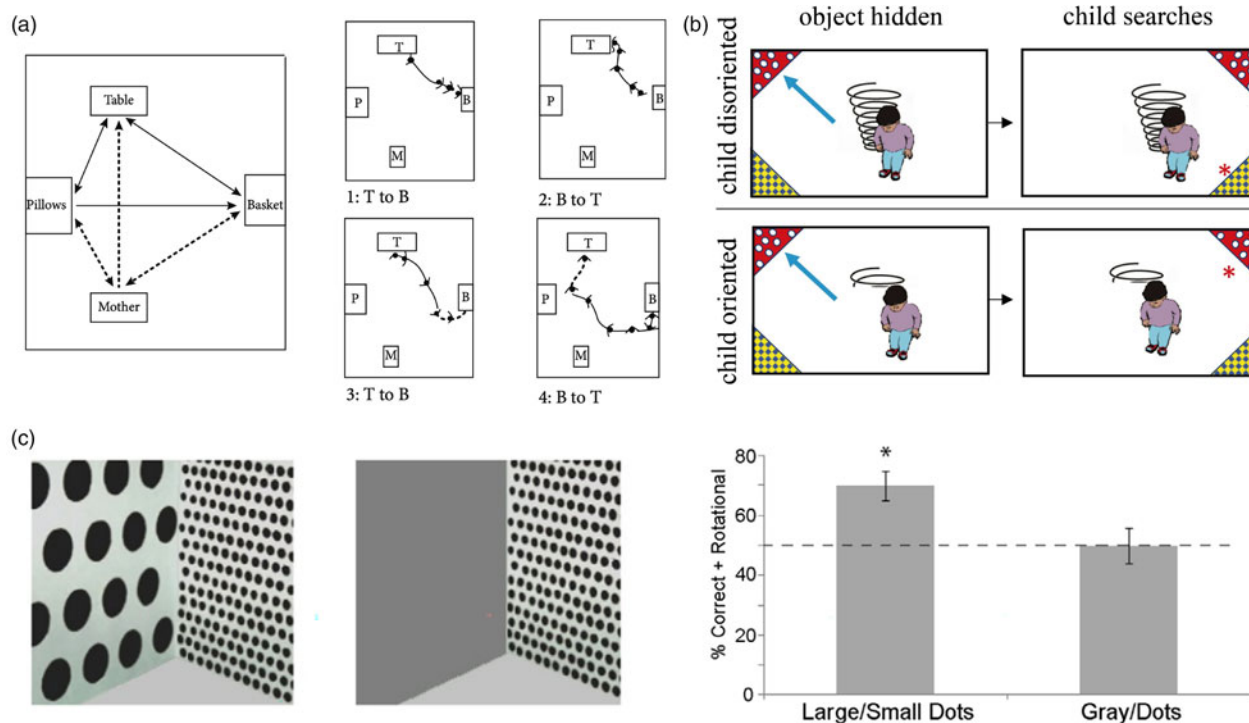 (a)
Table
Pillows
Basket
Mother
T
P
B
M
1: T to B
T
P
B
M
2: B to T
T
P
B
M
3: T to B
T
P
B
M
4: B to T
(b)
object hidden
child searches
child disoriented
*
child oriented
*
(c)
% Correct + Rotational
80
60
40
20
0
*
Large/Small Dots
Gray/Dots